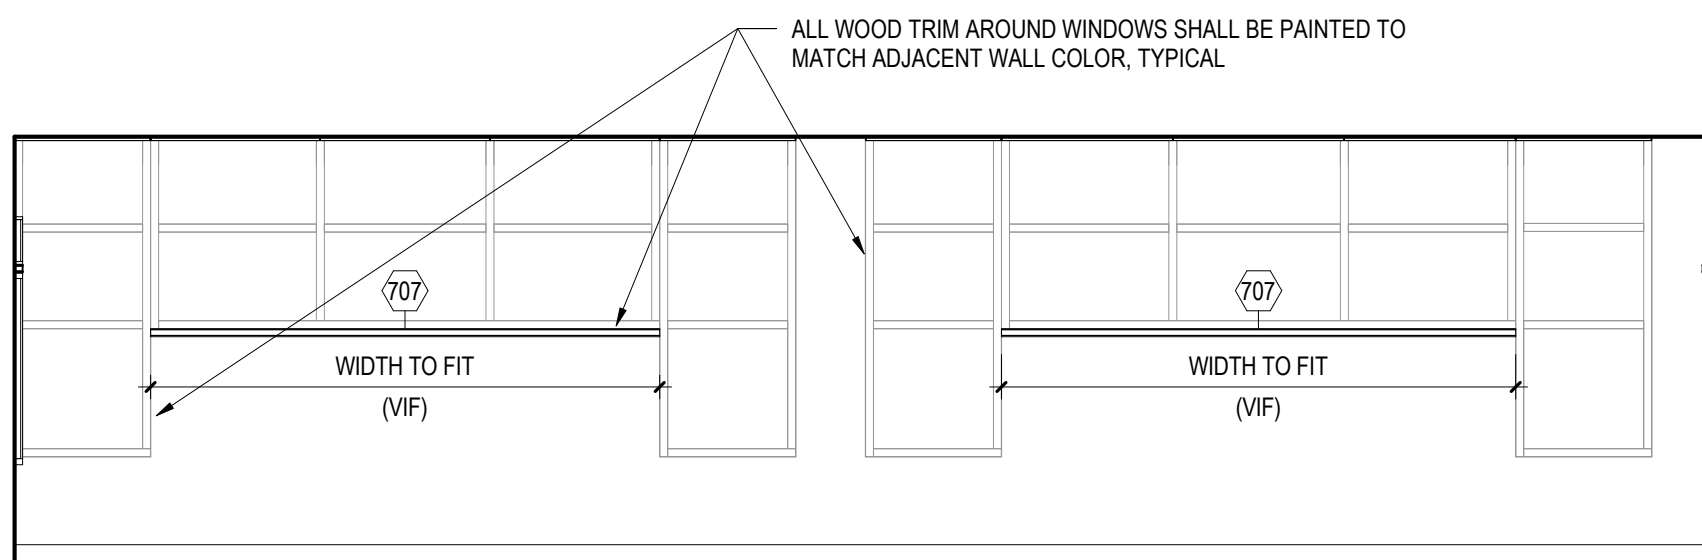 ALL WOOD TRIM AROUND WINDOWS SHALL BE PAINTED TO
MATCH ADJACENT WALL COLOR, TYPICAL
707
707
WIDTH TO FIT
(VIF)
WIDTH TO FIT
(VIF)